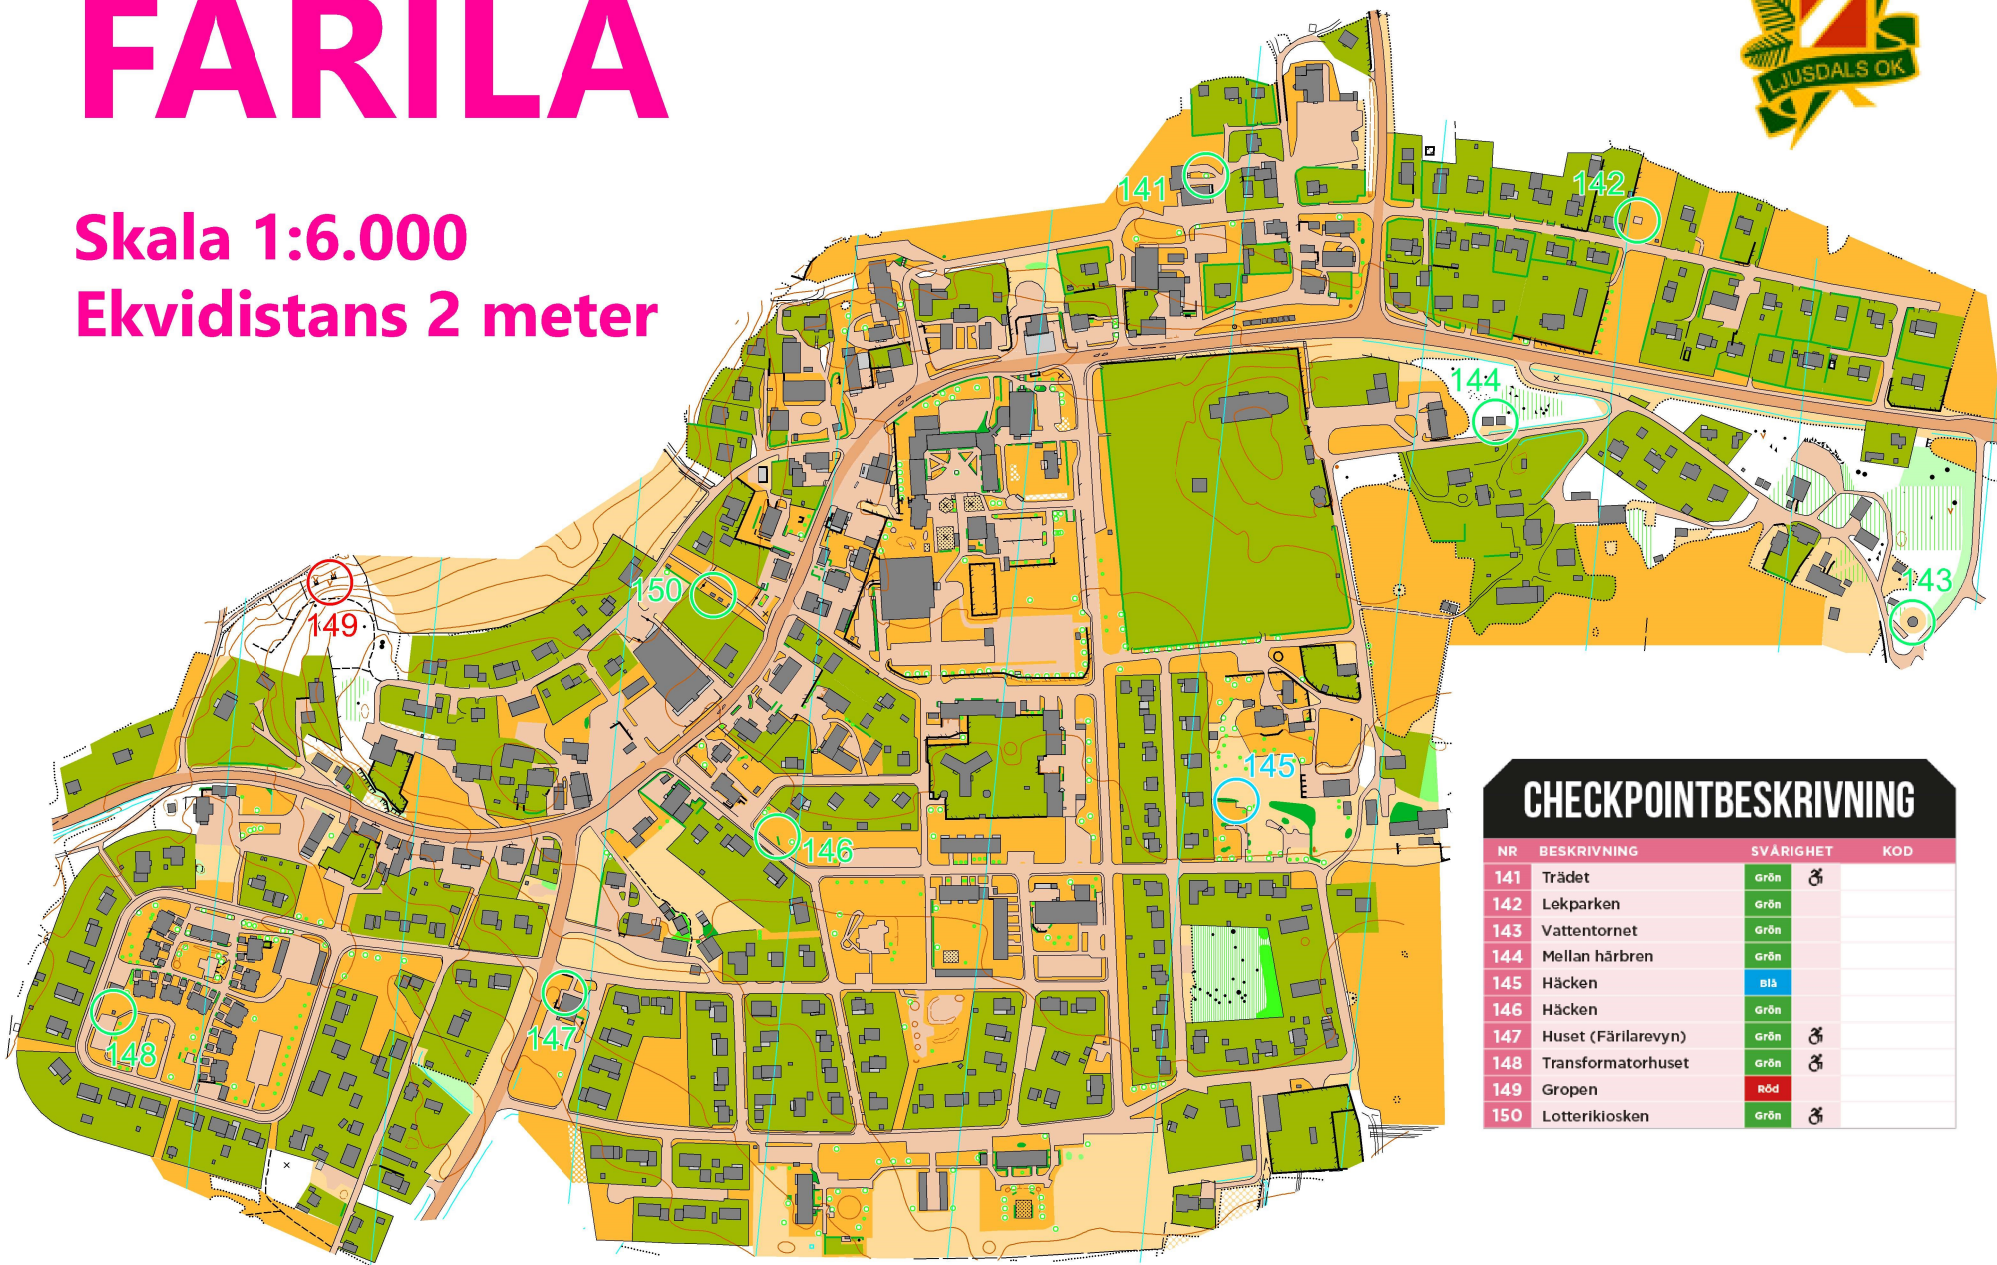 FÄRILA
Skala 1:6.000
Ekvidistans 2 meter
LJUSDALS OK
141
142
143
144
145
146
147
148
149
150
CHECKPOINTBESKRIVNING
NR BESKRIVNING SVÅRIGHET KOD
141 Trädet Grön
142 Lekparken Grön
143 Vattentornet Grön
144 Mellan härbren Grön
145 Häcken Blå
146 Häcken Grön
147 Huset (Färilarevyn) Grön
148 Transformatorhuset Grön
149 Gropen Röd
150 Lotterikiosken Grön